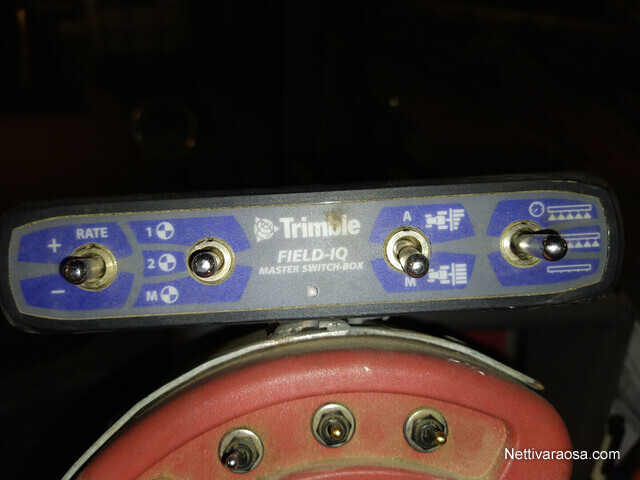 RATE
+
−
1
2
M
Trimble
FIELD-IQ
MASTER SWITCH-BOX
A
M
Nettivaraosa.com